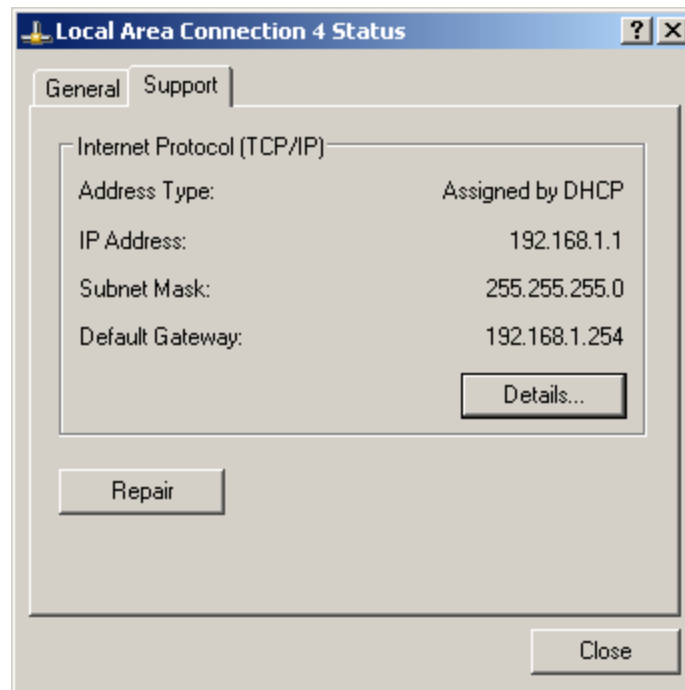 Local Area Connection 4 Status
General Support
Internet Protocol (TCP/IP)
Address Type: Assigned by DHCP
IP Address: 192.168.1.1
Subnet Mask: 255.255.255.0
Default Gateway: 192.168.1.254
Details...
Repair
Close